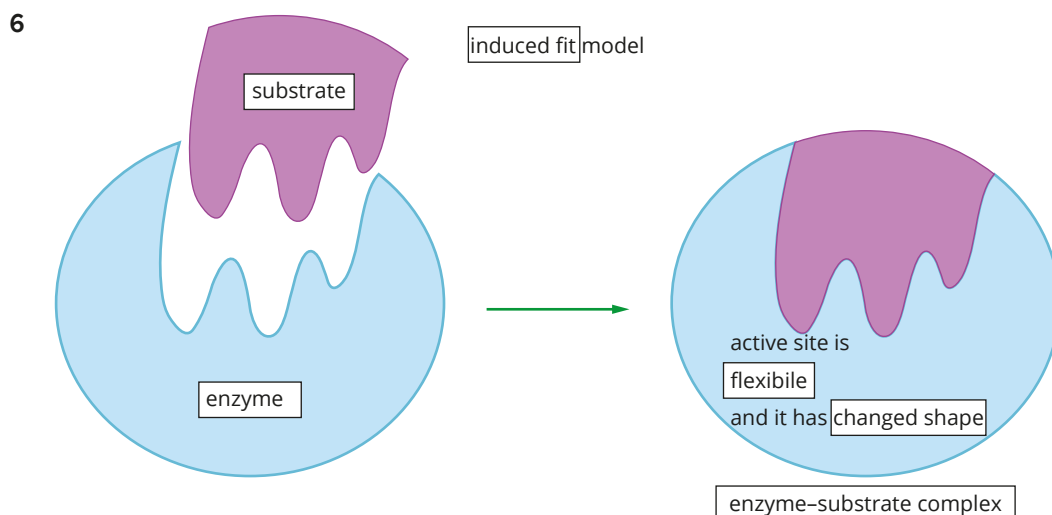 6
induced fit model
substrate
enzyme
active site is
flexibile
and it has changed shape
enzyme–substrate complex